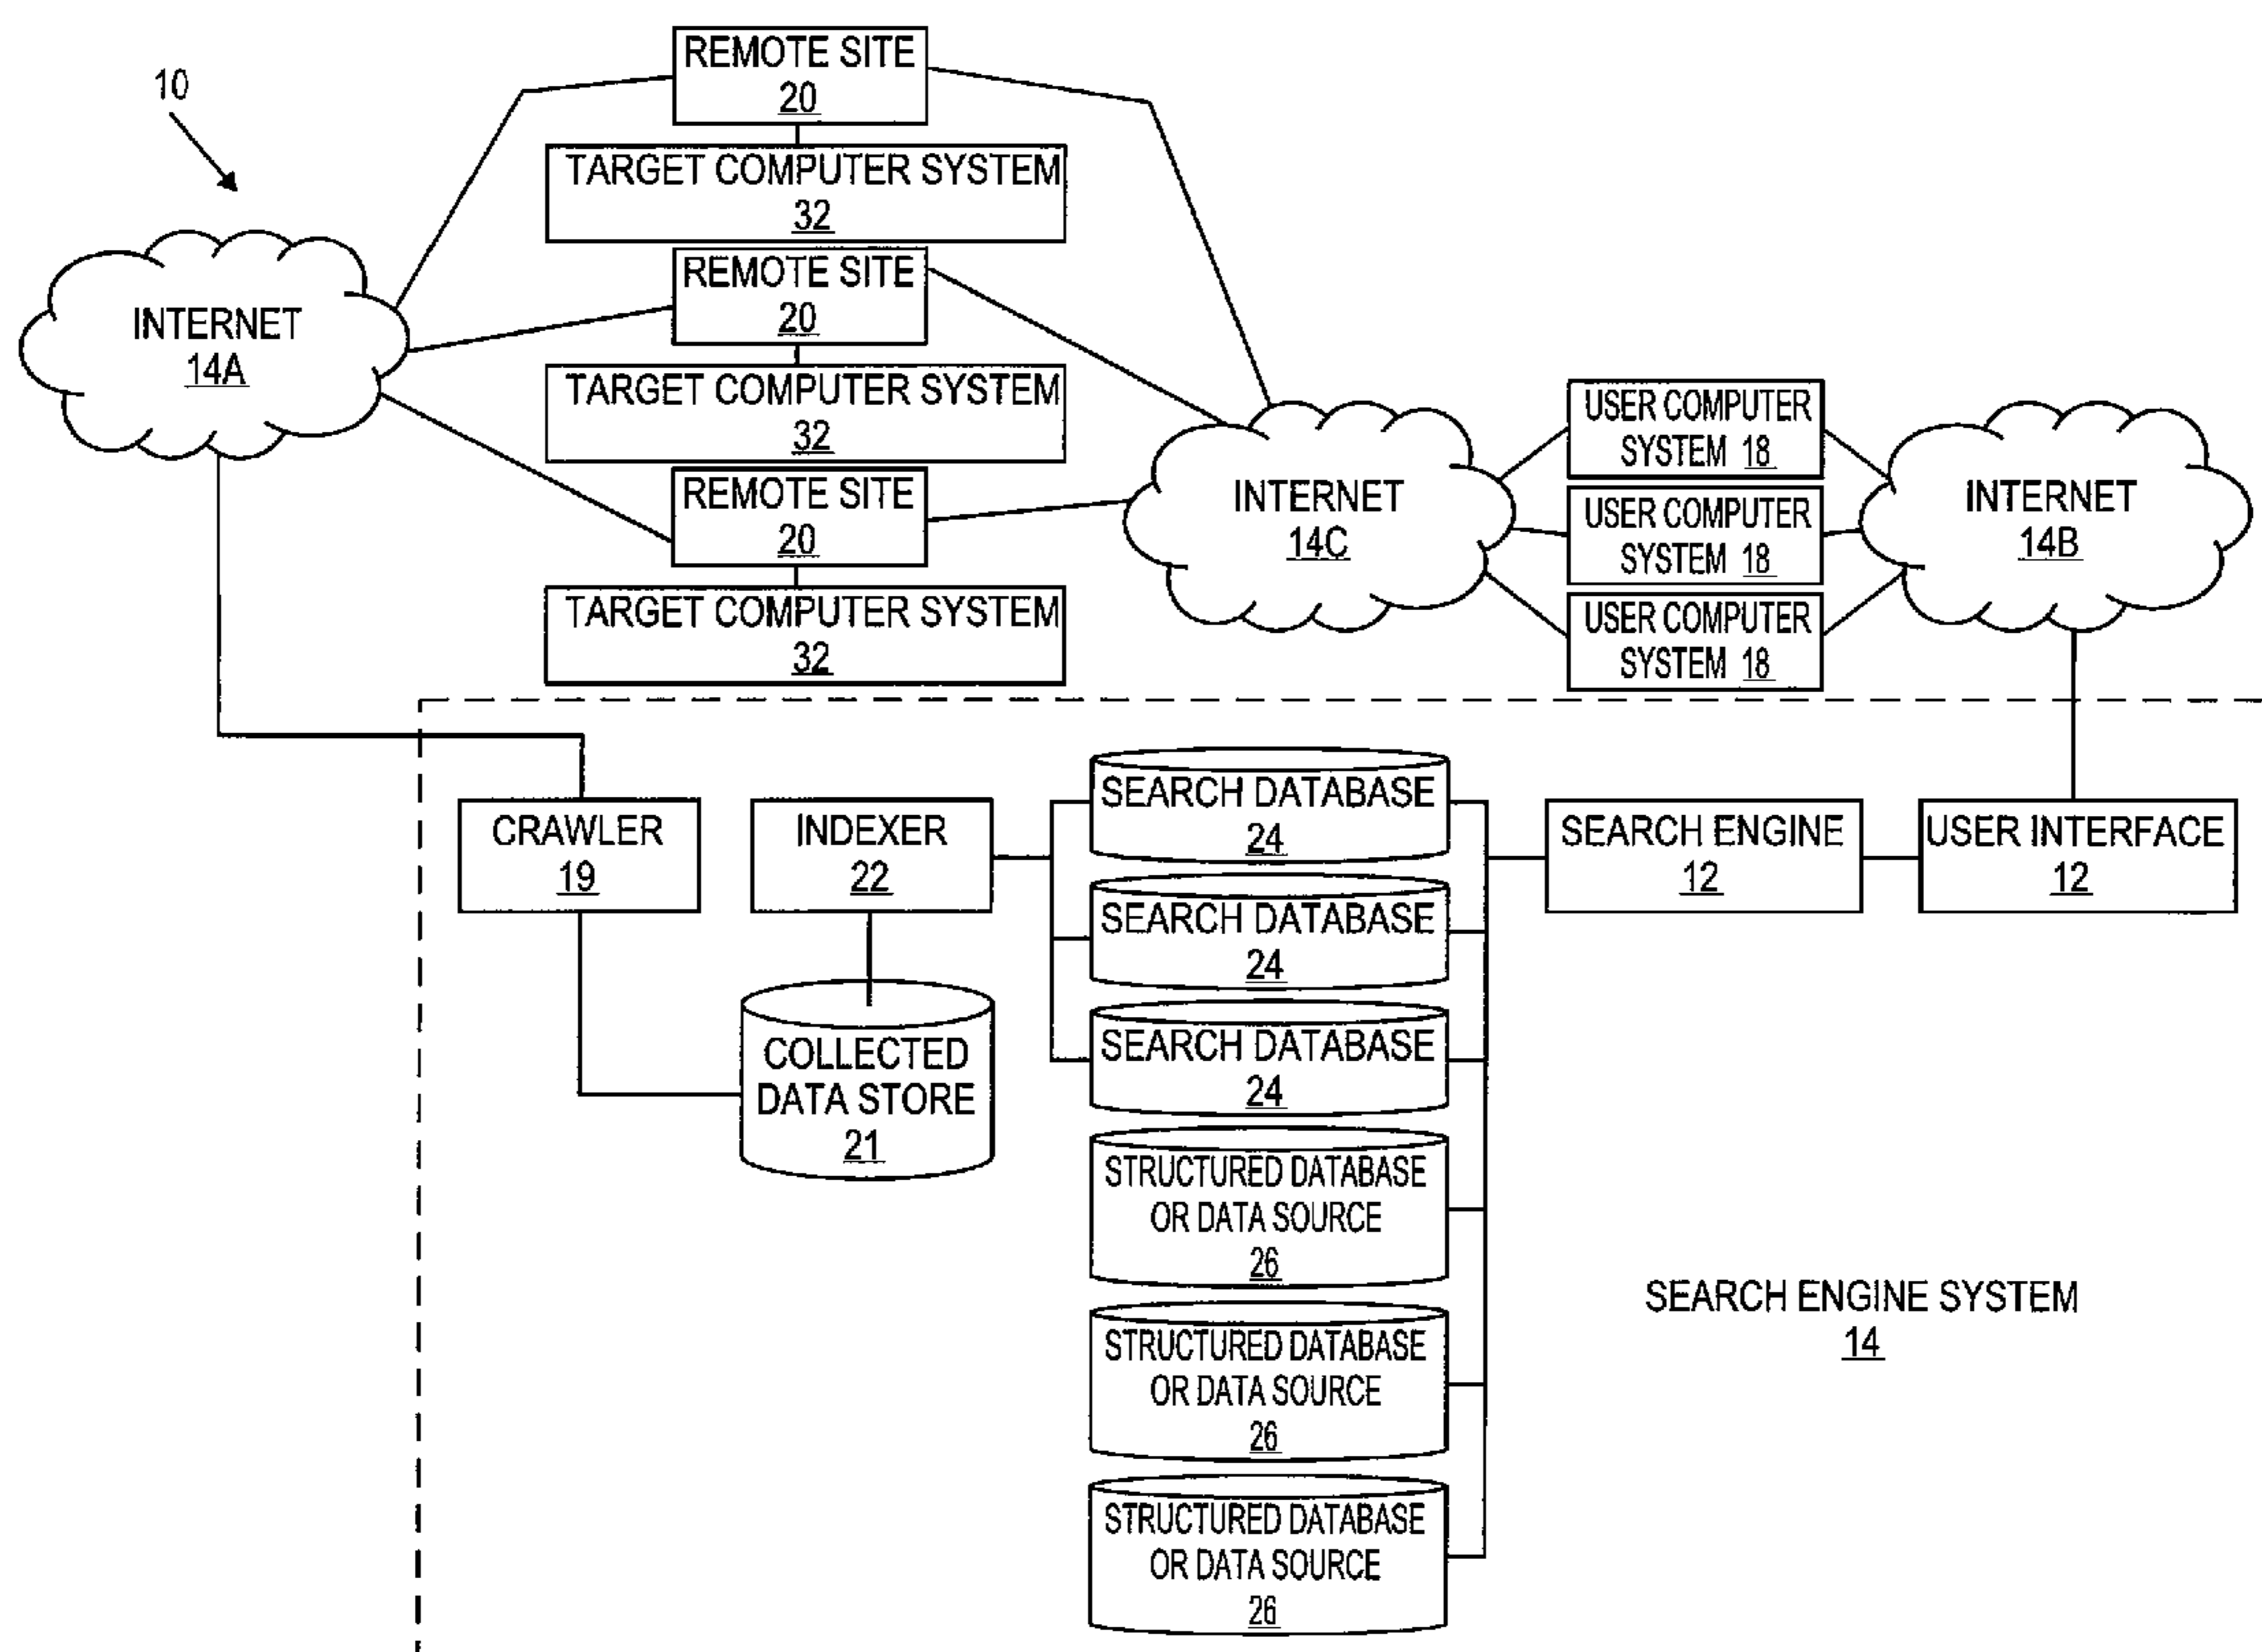 10
REMOTE SITE
20
TARGET COMPUTER SYSTEM
32
REMOTE SITE
20
TARGET COMPUTER SYSTEM
32
REMOTE SITE
20
TARGET COMPUTER SYSTEM
32
INTERNET
14A
INTERNET
14C
USER COMPUTER
SYSTEM 18
USER COMPUTER
SYSTEM 18
USER COMPUTER
SYSTEM 18
INTERNET
14B
CRAWLER
19
INDEXER
22
COLLECTED
DATA STORE
21
SEARCH DATABASE
24
SEARCH DATABASE
24
SEARCH DATABASE
24
STRUCTURED DATABASE
OR DATA SOURCE
26
STRUCTURED DATABASE
OR DATA SOURCE
26
STRUCTURED DATABASE
OR DATA SOURCE
26
SEARCH ENGINE
12
USER INTERFACE
12
SEARCH ENGINE SYSTEM
14